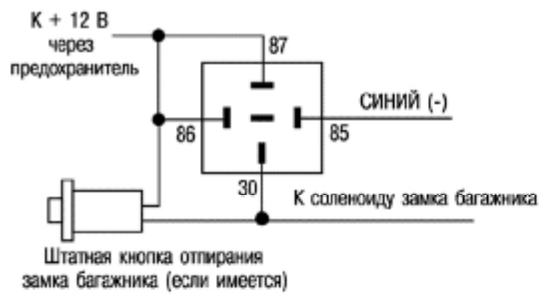 К + 12 В
через
предохранитель
87
СИНИЙ (-)
86
85
30
К соленоиду замка багажника
Штатная кнопка отпирания
замка багажника (если имеется)